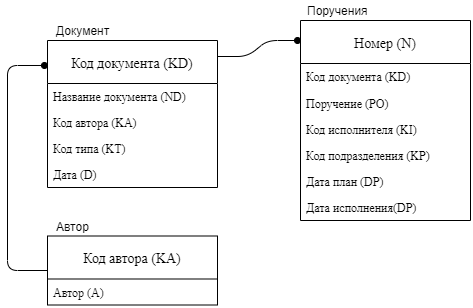 Документ
Код документа (KD)
Название документа (ND)
Код автора (KA)
Код типа (KT)
Дата (D)
Поручения
Номер (N)
Код документа (KD)
Поручение (PO)
Код исполнителя (KI)
Код подразделения (KP)
Дата план (DP)
Дата исполнения(DP)
Автор
Код автора (KA)
Автор (A)